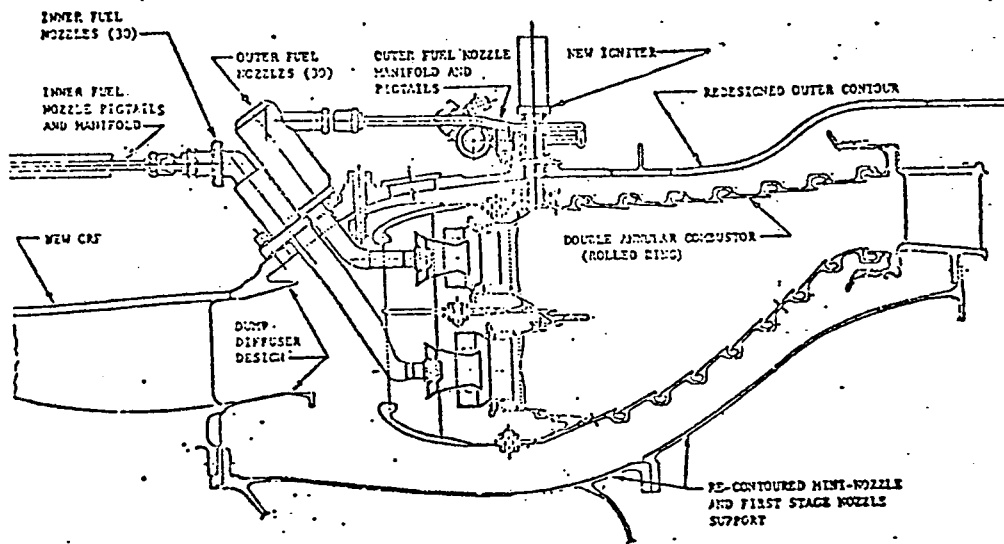 INNER FUEL
NOZZLES (30)
OUTER FUEL
NOZZLES (30)
OUTER FUEL NOZZLE
MANIFOLD AND
PIGTAILS
NEW IGNITER
INNER FUEL
NOZZLE PIGTAILS
AND MANIFOLD
REDESIGNED OUTER CONTOUR
NEW CRF
DOUBLE ANNULAR COMBUSTOR
(ROLLED RING)
DUMP
DIFFUSER
DESIGN
RE-CONTOURED MINI-NOZZLE
AND FIRST STAGE NOZZLE
SUPPORT